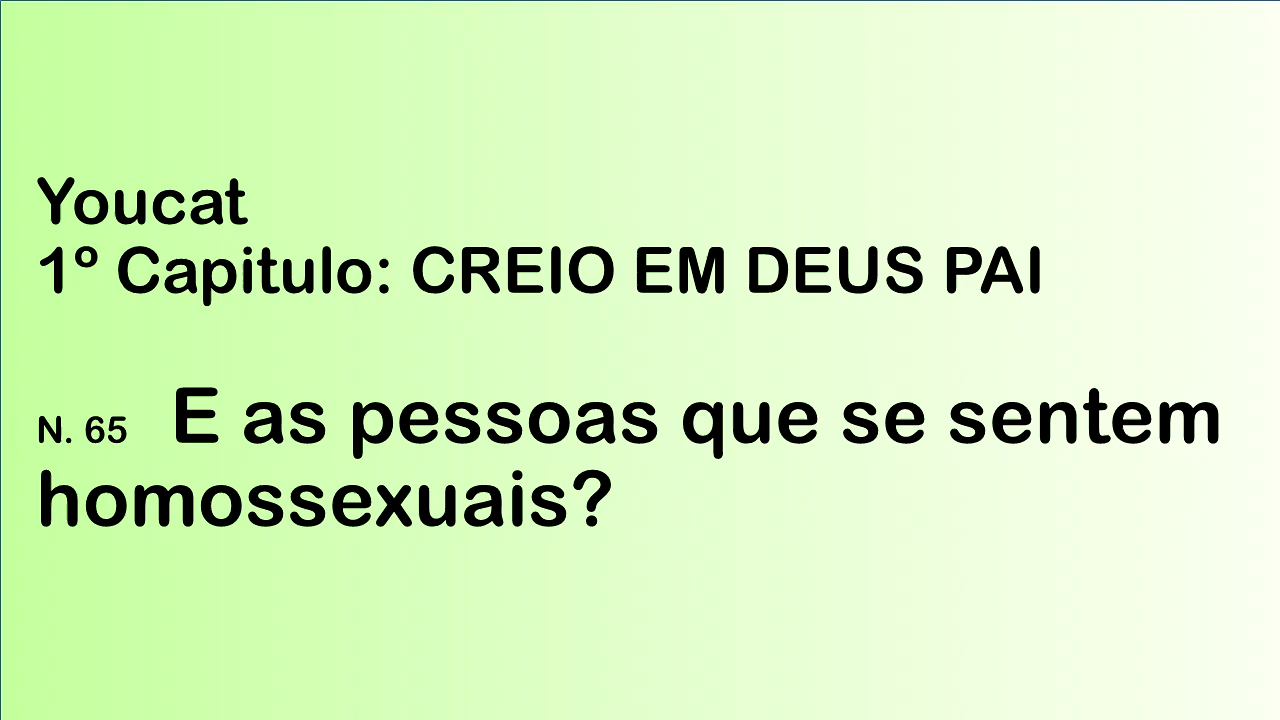 Youcat
1º Capitulo: CREIO EM DEUS PAI
N. 65 E as pessoas que se sentem
homossexuais?